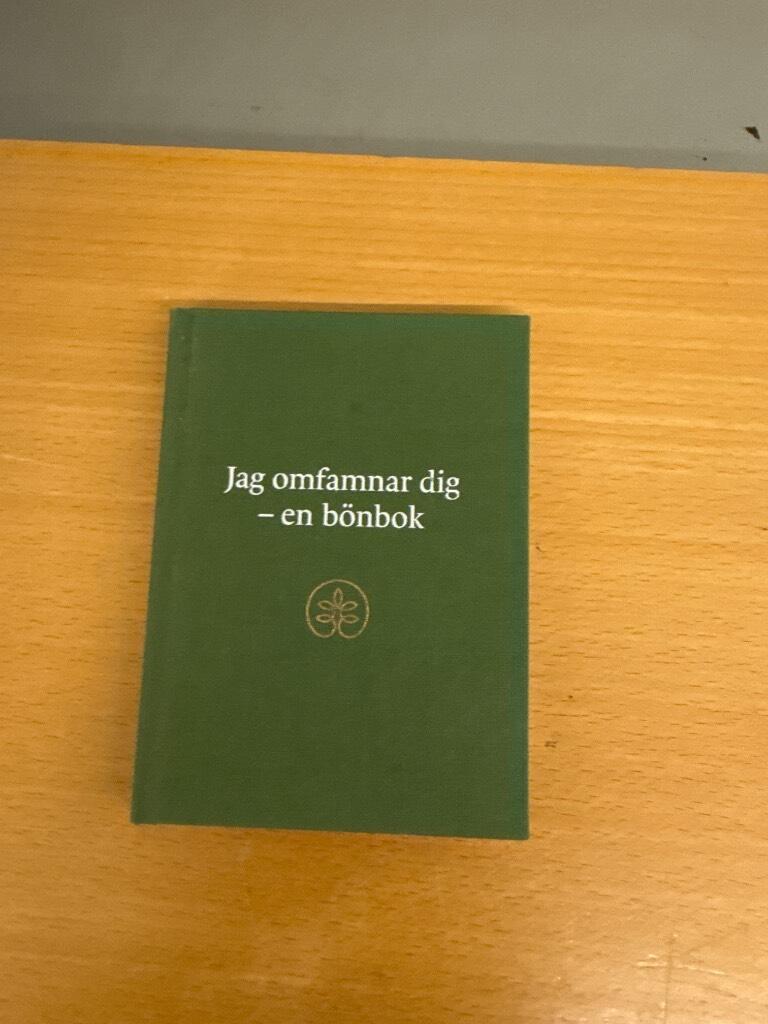 Jag omfamnar dig
– en bönbok